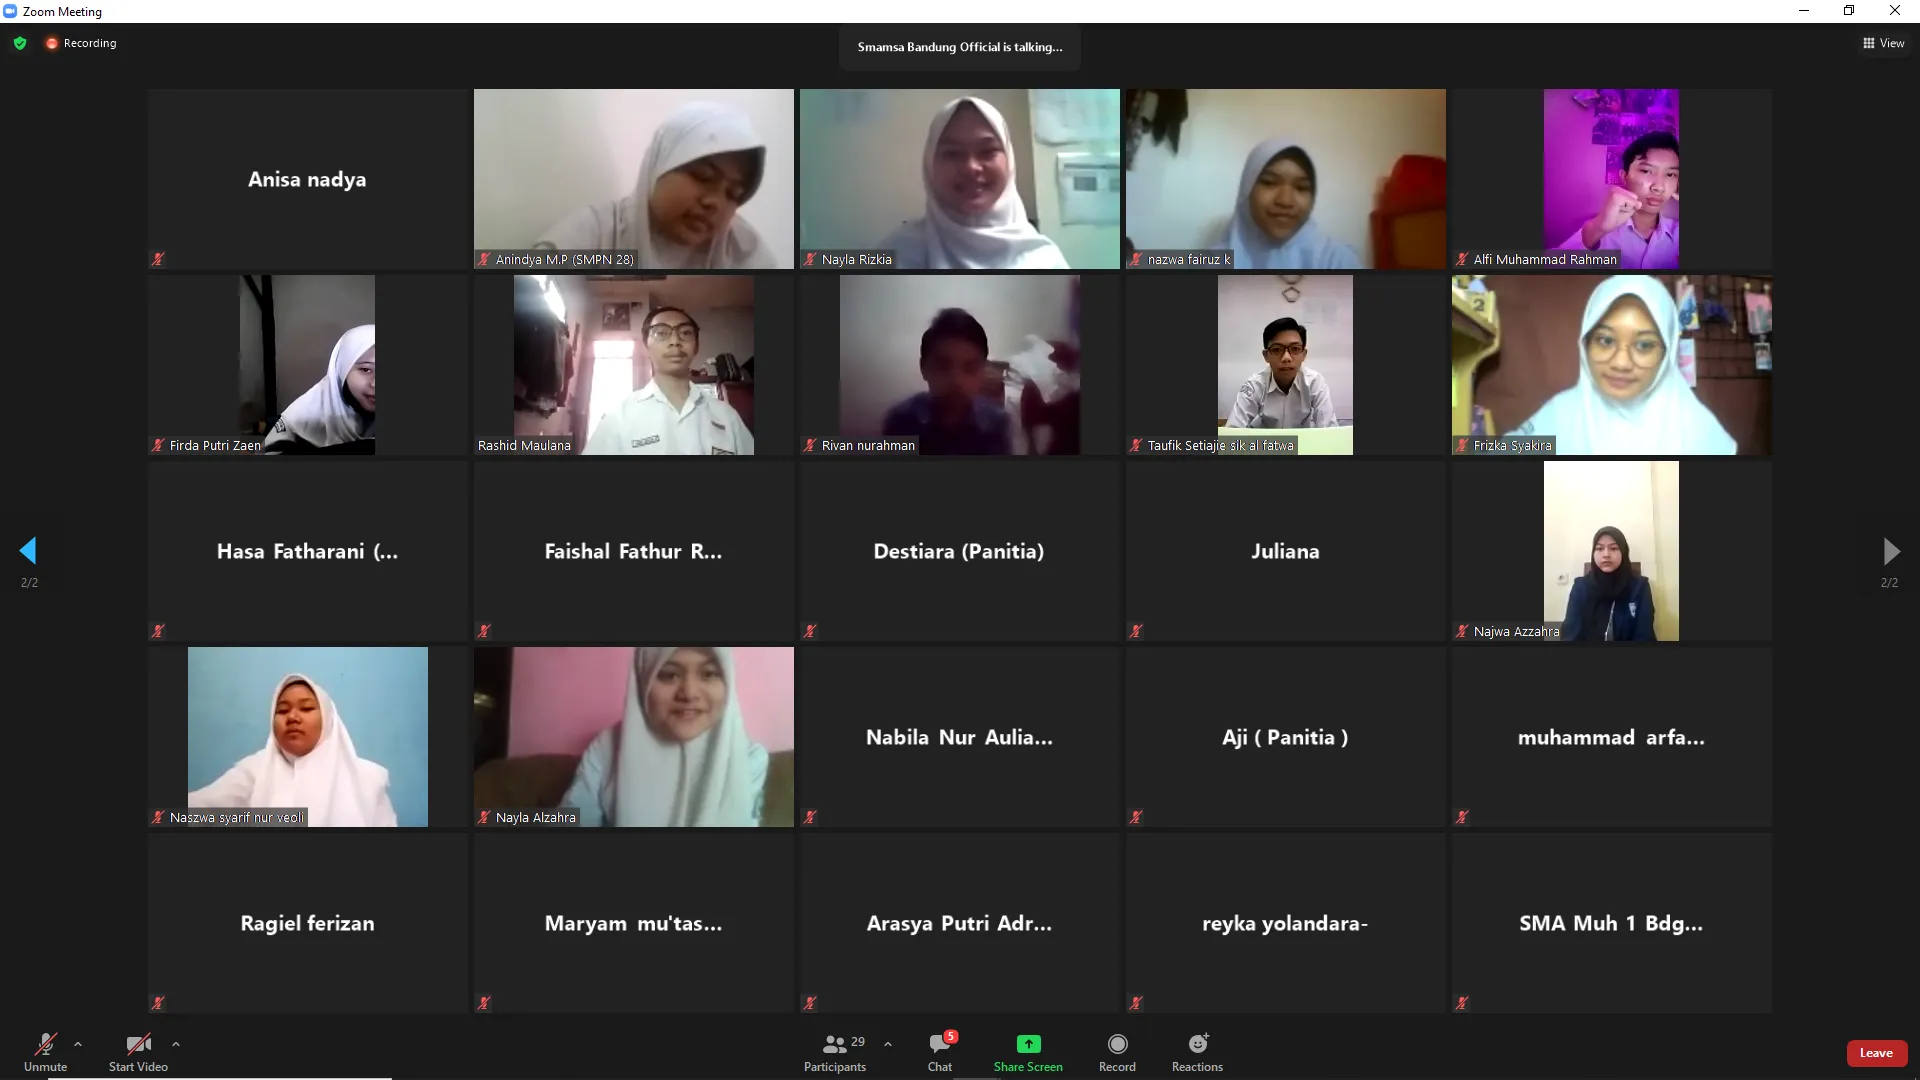 Zoom Meeting
Recording
Smamsa Bandung Official is talking...
View
Anisa nadya
Anindya M.P (SMPN 28)
Nayla Rizkia
nazwa fairuz k
Alfi Muhammad Rahman
Firda Putri Zaen
Rashid Maulana
Rivan nurahman
Taufik Setiajie sik al fatwa
Frizka Syakira
Hasa Fatharani (...
Faishal Fathur R...
Destiara (Panitia)
Juliana
Najwa Azzahra
2/2
2/2
Naszwa syarif nur veoli
Nayla Alzahra
Nabila Nur Aulia...
Aji ( Panitia )
muhammad arfa...
Ragiel ferizan
Maryam mu'tas...
Arasya Putri Adr...
reyka yolandara-
SMA Muh 1 Bdg...
Unmute
Start Video
Participants
29
Chat
5
Share Screen
Record
Reactions
Leave